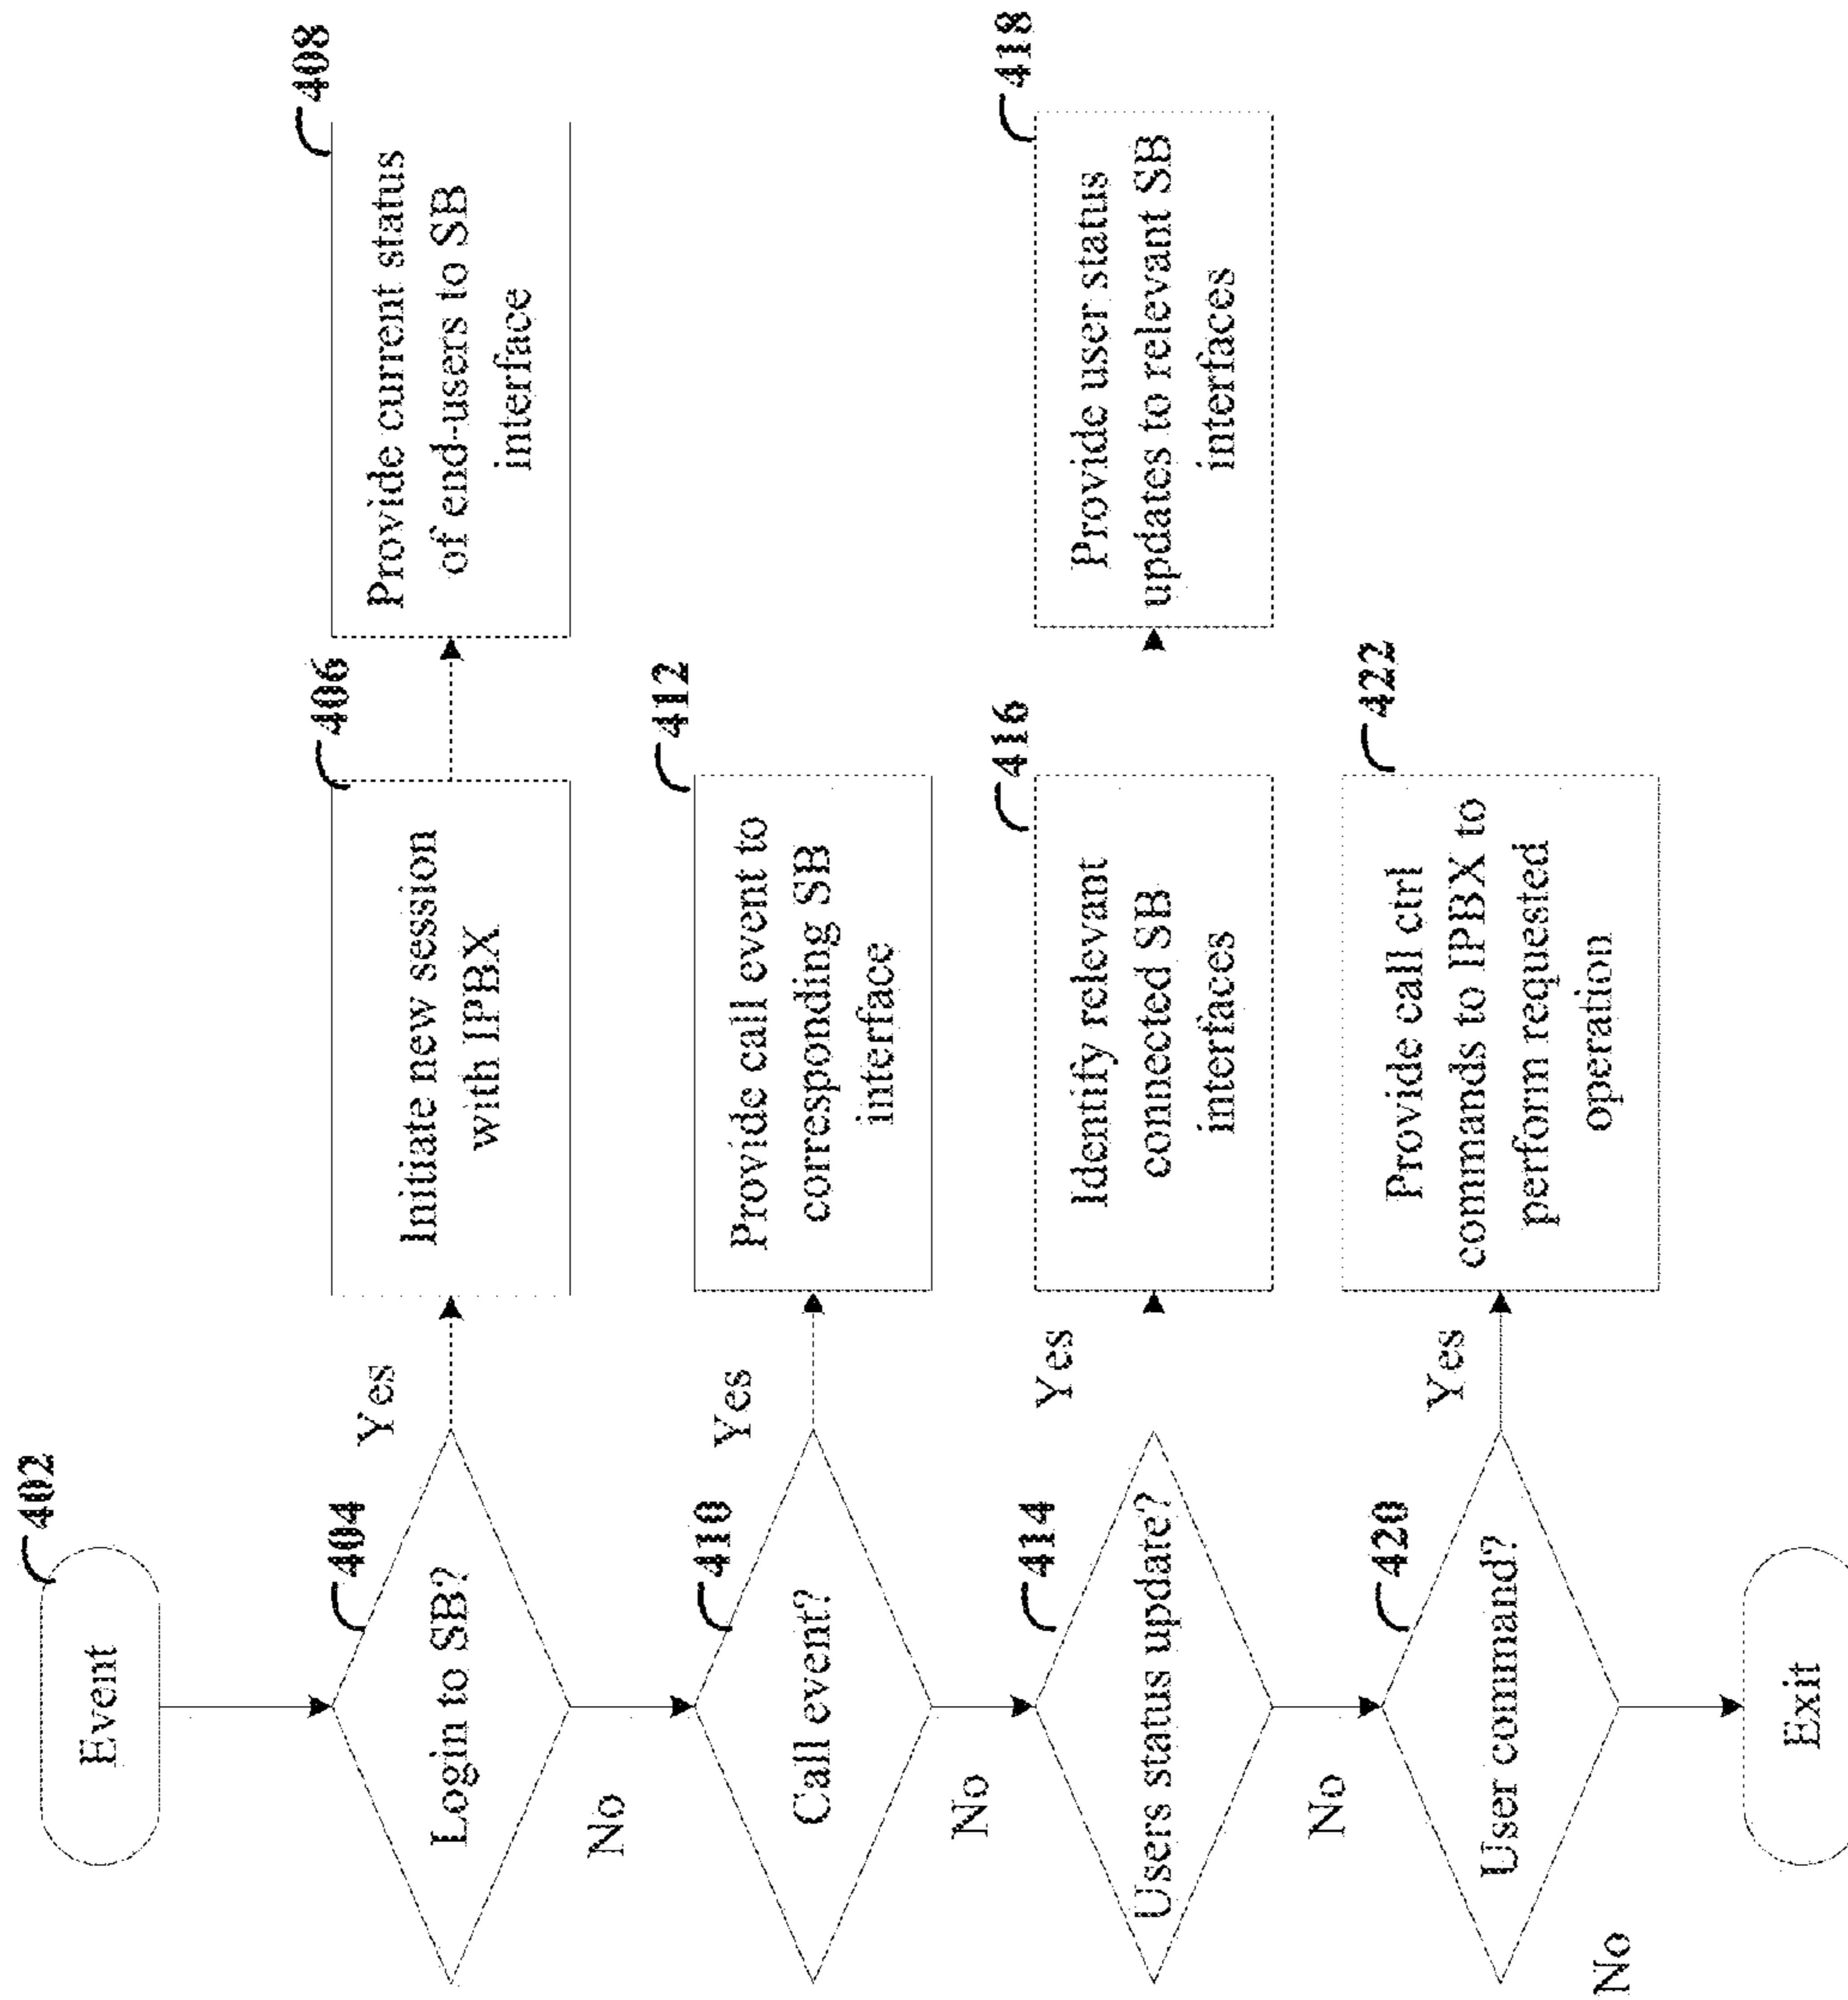 402
Event
404
Login to SB?
Yes
406
Initiate new session
with IPBX
408
Provide current status
of end-users to SB
interface
No
410
Call event?
Yes
412
Provide call event to
corresponding SB
interface
No
414
Users status update?
Yes
416
Identify relevant
connected SB
interfaces
418
Provide user status
updates to relevant SB
interfaces
No
420
User command?
Yes
422
Provide call ctrl
commands to IPBX to
perform requested
operation
No
Exit